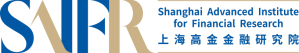 SAIFR
Shanghai Advanced Institute
for Financial Research
上海高金金融研究院